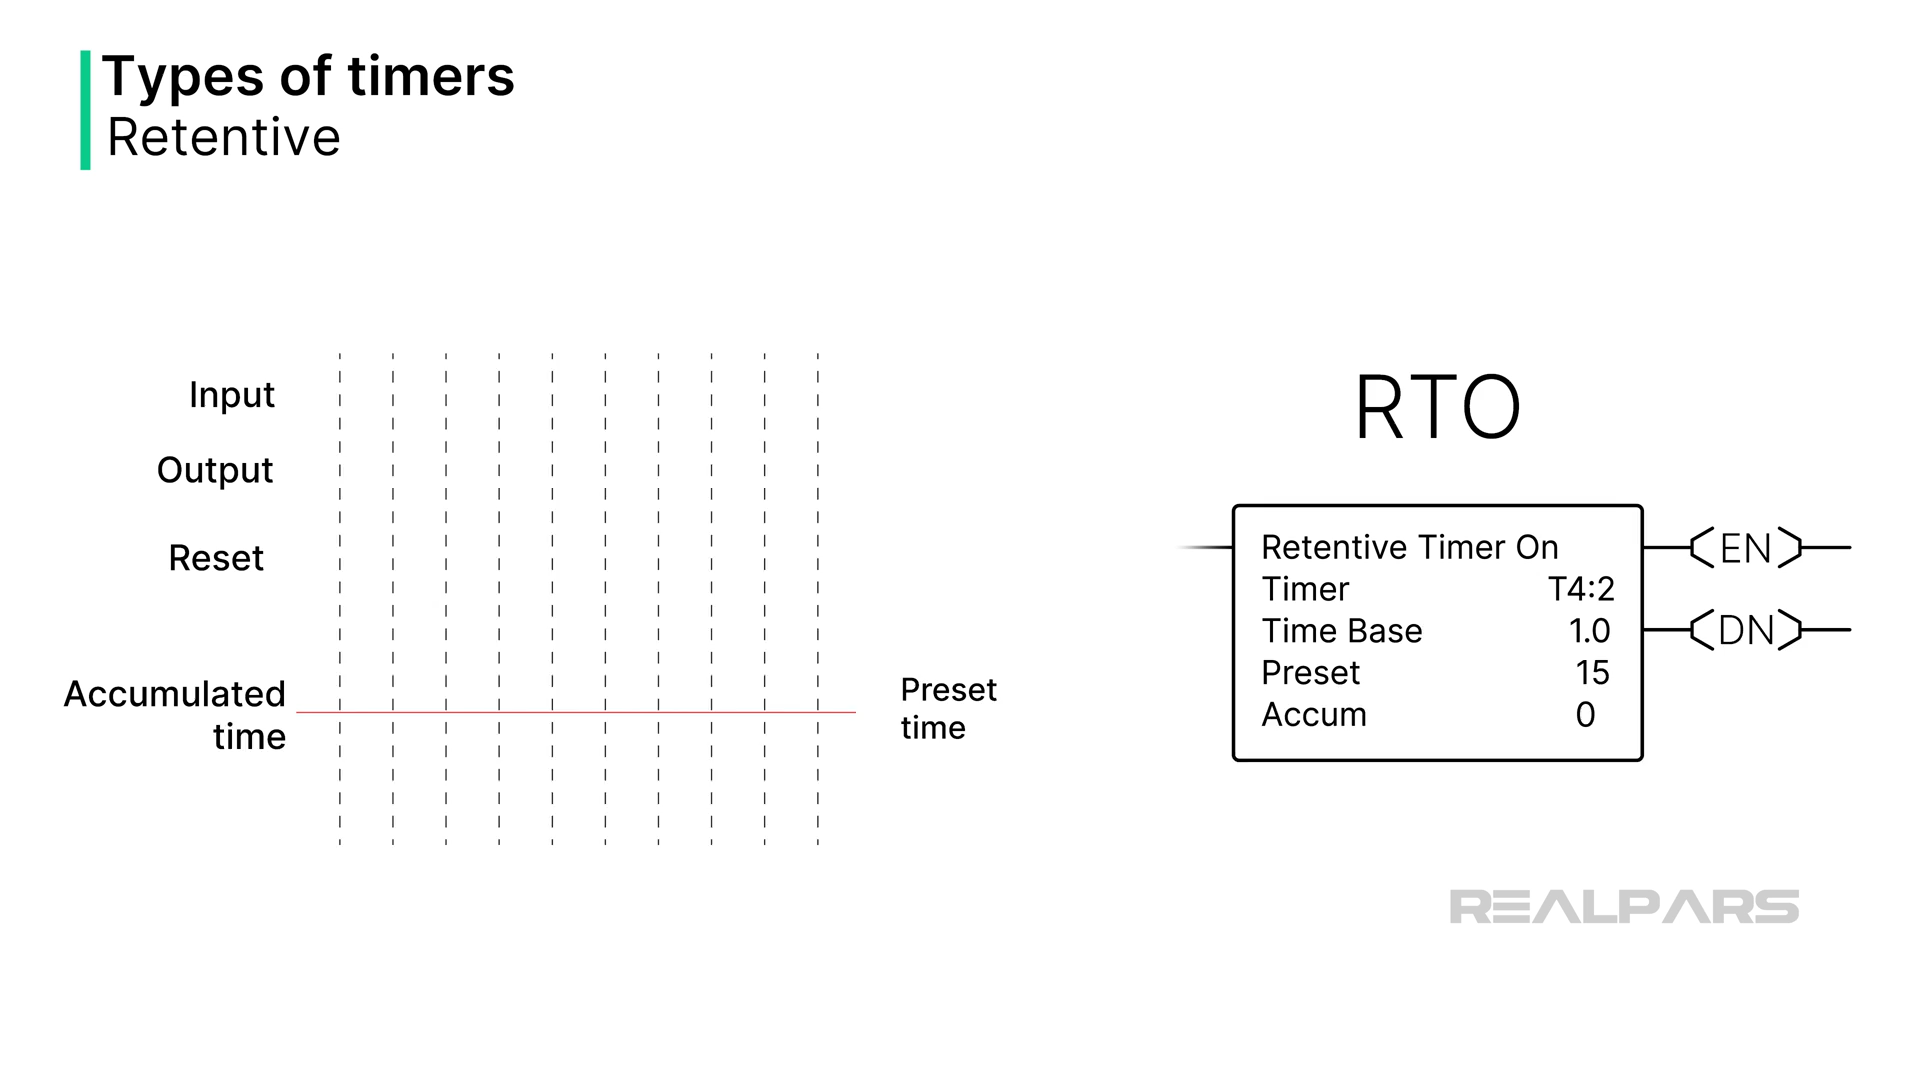 Types of timers
Retentive
Input
Output
Reset
Accumulated
time
Preset
time
RTO
Retentive Timer On
Timer T4:2
Time Base 1.0
Preset 15
Accum 0
EN
DN
REALPARS